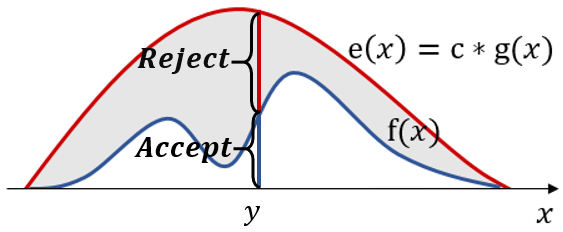 Reject
e(x) = c * g(x)
f(x)
Accept
y
x